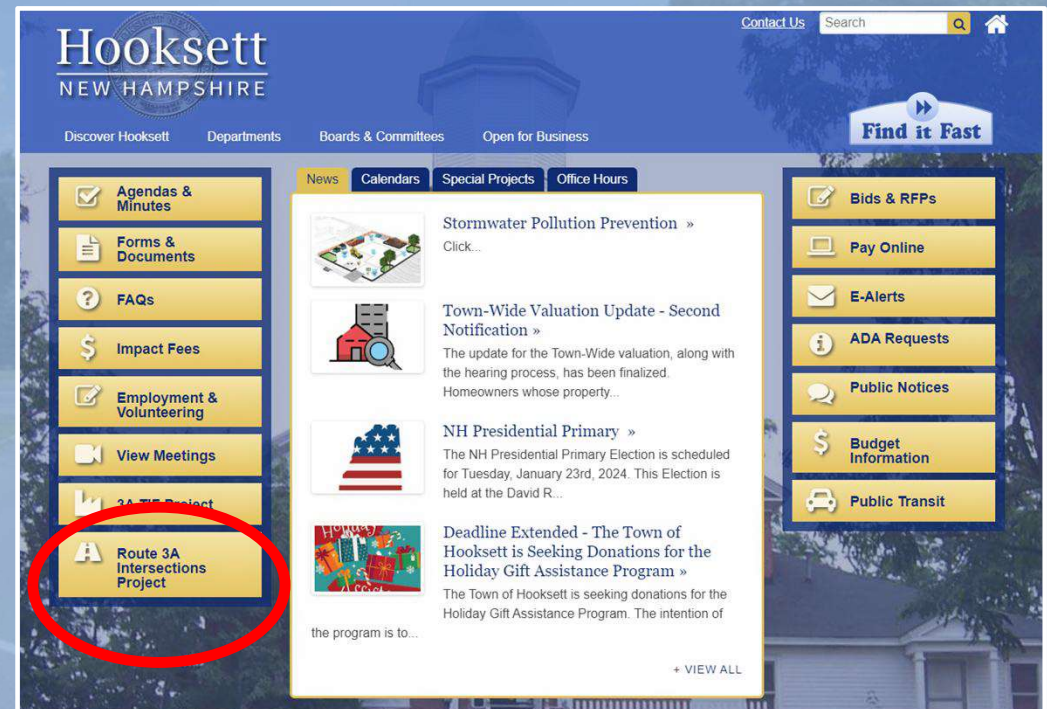 Contact Us
Search
Hooksett
NEW HAMPSHIRE
Find it Fast
Discover Hooksett Departments Boards & Committees Open for Business
Agendas &
Minutes
Forms &
Documents
FAQs
Impact Fees
Employment &
Volunteering
View Meetings
3A TIF Project
Route 3A
Intersections
Project
News Calendars Special Projects Office Hours
Stormwater Pollution Prevention »
Click...
Town-Wide Valuation Update - Second
Notification »
The update for the Town-Wide valuation, along with
the hearing process, has been finalized.
Homeowners whose property...
NH Presidential Primary »
The NH Presidential Primary Election is scheduled
for Tuesday, January 23rd, 2024. This Election is
held at the David R...
Holiday
Deadline Extended - The Town of
Hooksett is Seeking Donations for the
Holiday Gift Assistance Program »
The Town of Hooksett is seeking donations for the
Holiday Gift Assistance Program. The intention of
the program is to...
+ VIEW ALL
Bids & RFPs
Pay Online
E-Alerts
ADA Requests
Public Notices
Budget
Information
Public Transit